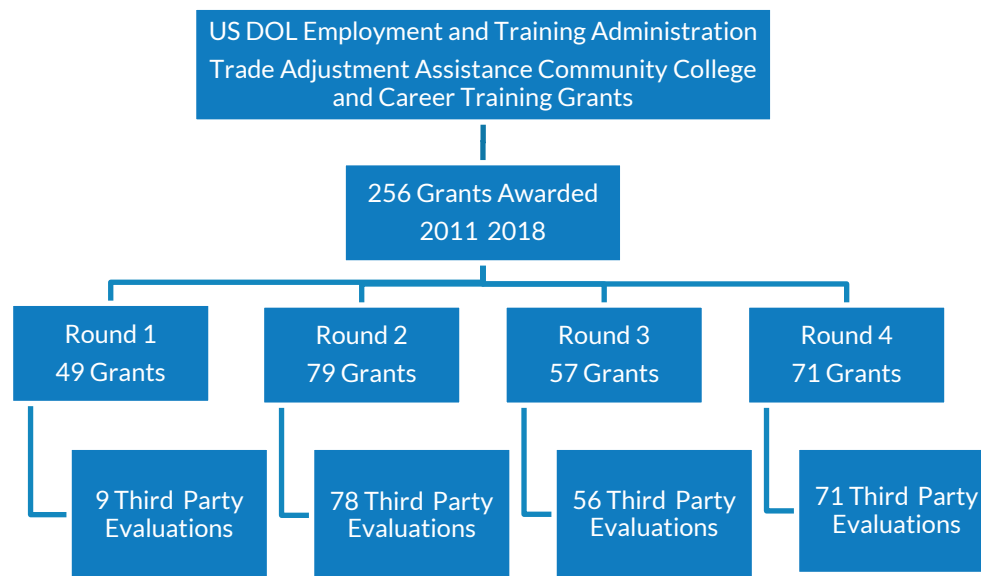 US DOL Employment and Training Administration
Trade Adjustment Assistance Community College
and Career Training Grants
256 Grants Awarded
2011 2018
Round 1
49 Grants
Round 2
79 Grants
Round 3
57 Grants
Round 4
71 Grants
9 Third Party
Evaluations
78 Third Party
Evaluations
56 Third Party
Evaluations
71 Third Party
Evaluations